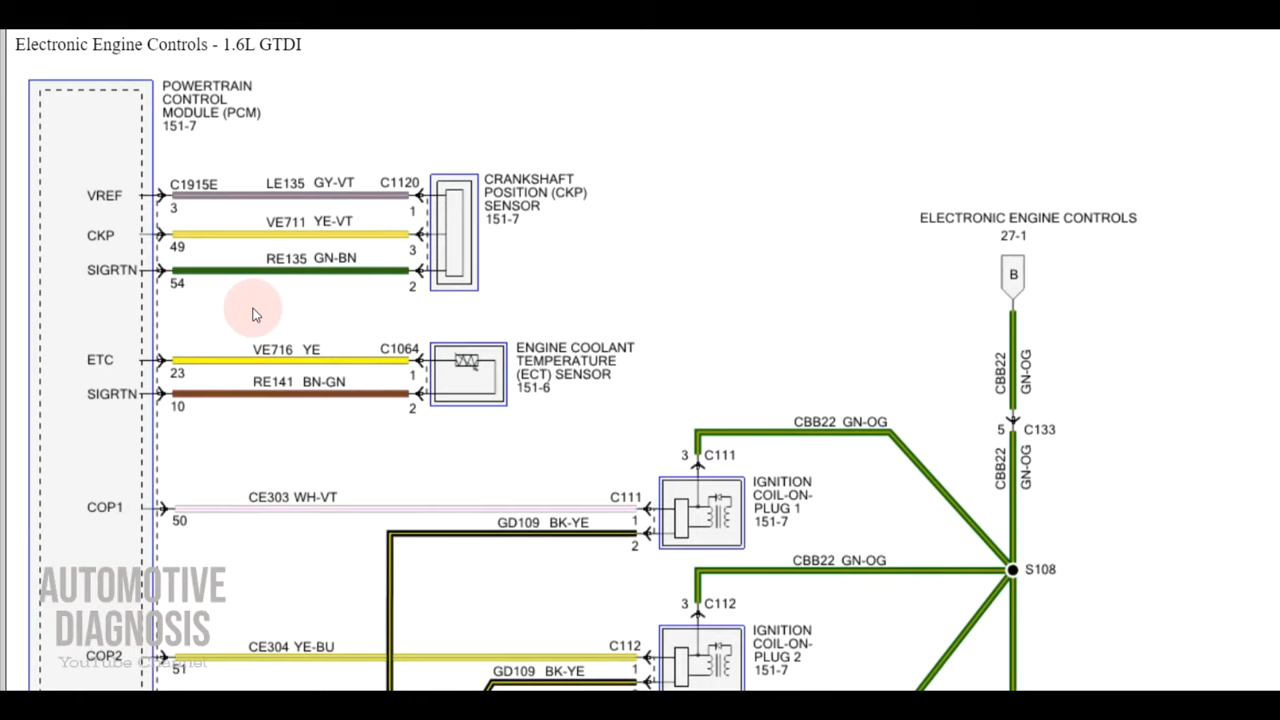 Electronic Engine Controls - 1.6L GTDI
POWERTRAIN
CONTROL
MODULE (PCM)
151-7
VREF
C1915E
LE135 GY-VT
C1120
3
1
CRANKSHAFT
POSITION (CKP)
SENSOR
151-7
CKP
VE711 YE-VT
49
3
SIGRTN
RE135 GN-BN
54
2
ELECTRONIC ENGINE CONTROLS
27-1
B
CBB22
GN-OG
5
C133
CBB22
GN-OG
ETC
VE716 YE
C1064
23
1
ENGINE COOLANT
TEMPERATURE
(ECT) SENSOR
151-6
SIGRTN
RE141 BN-GN
10
2
CBB22 GN-OG
3
C111
COP1
CE303 WH-VT
C111
50
1
GD109 BK-YE
2
IGNITION
COIL-ON-
PLUG 1
151-7
CBB22 GN-OG
S108
3
C112
COP2
CE304 YE-BU
C112
51
1
GD109 BK-YE
IGNITION
COIL-ON-
PLUG 2
151-7
AUTOMOTIVE
DIAGNOSIS
YouTube Channel